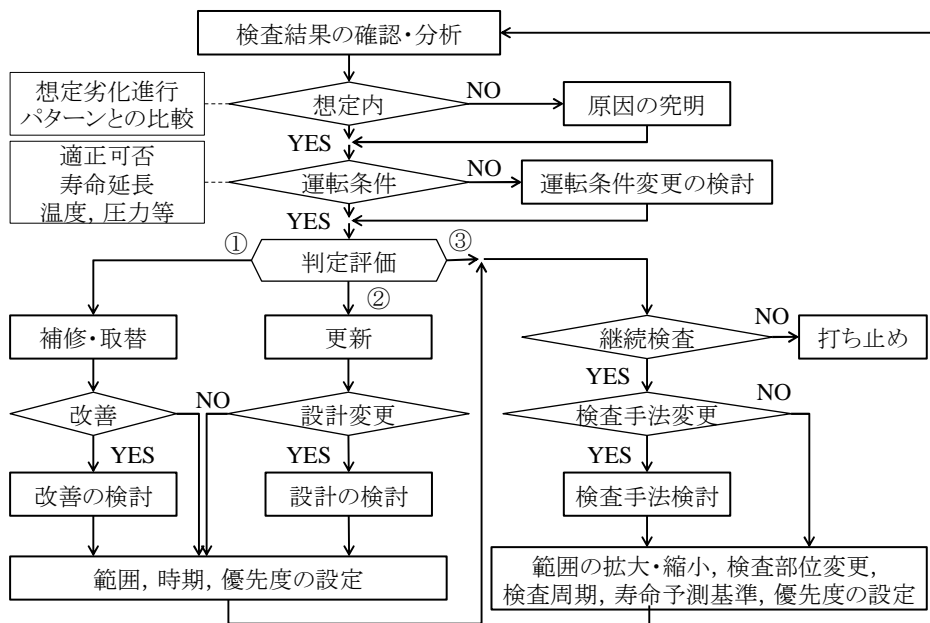 検査結果の確認・分析
想定劣化進行
パターンとの比較
想定内
NO
原因の究明
YES
適正可否
寿命延長
温度, 圧力等
運転条件
NO
運転条件変更の検討
YES
①
判定評価
③
②
補修・取替
更新
継続検査
NO
打ち止め
YES
改善
NO
設計変更
検査手法変更
NO
YES
YES
YES
改善の検討
設計の検討
検査手法検討
範囲, 時期, 優先度の設定
範囲の拡大・縮小, 検査部位変更,
検査周期, 寿命予測基準, 優先度の設定